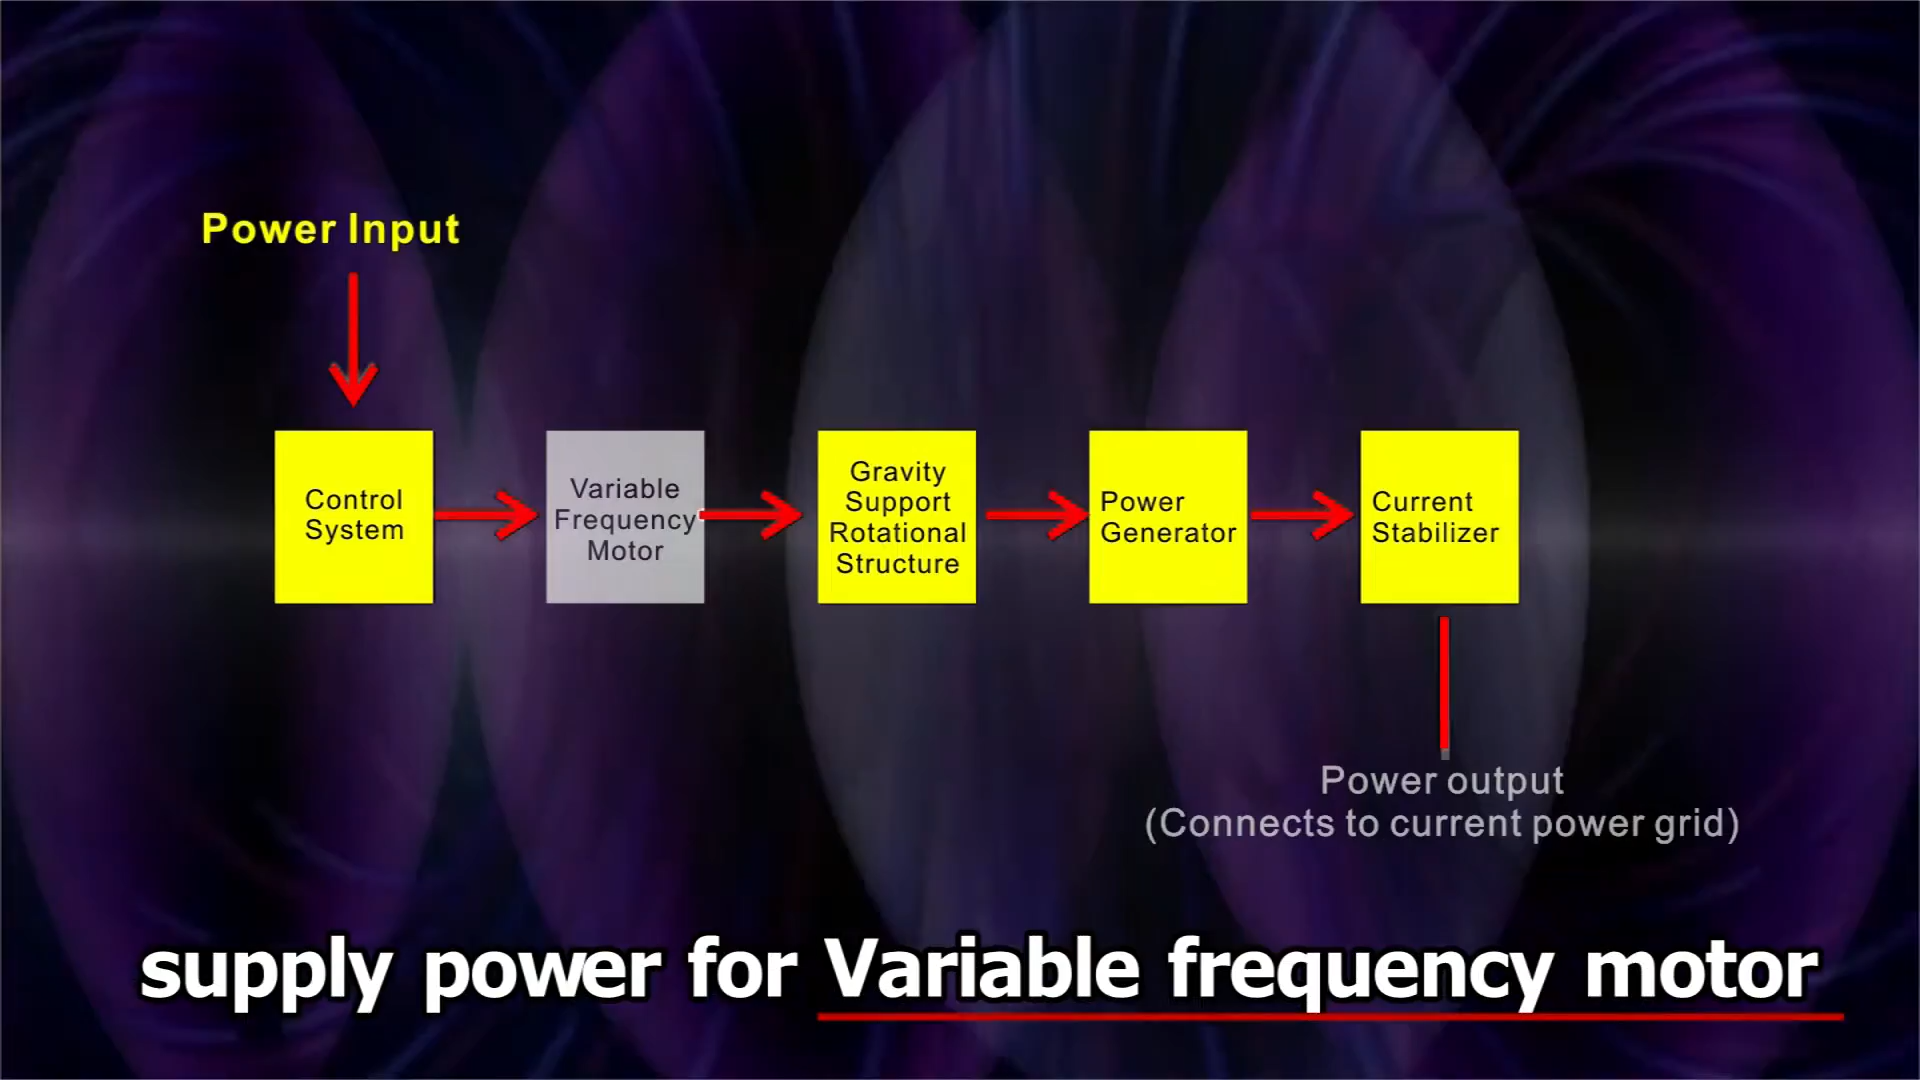 Power Input
Control
System
Variable
Frequency
Motor
Gravity
Support
Rotational
Structure
Power
Generator
Current
Stabilizer
Power output
(Connects to current power grid)
supply power for Variable frequency motor